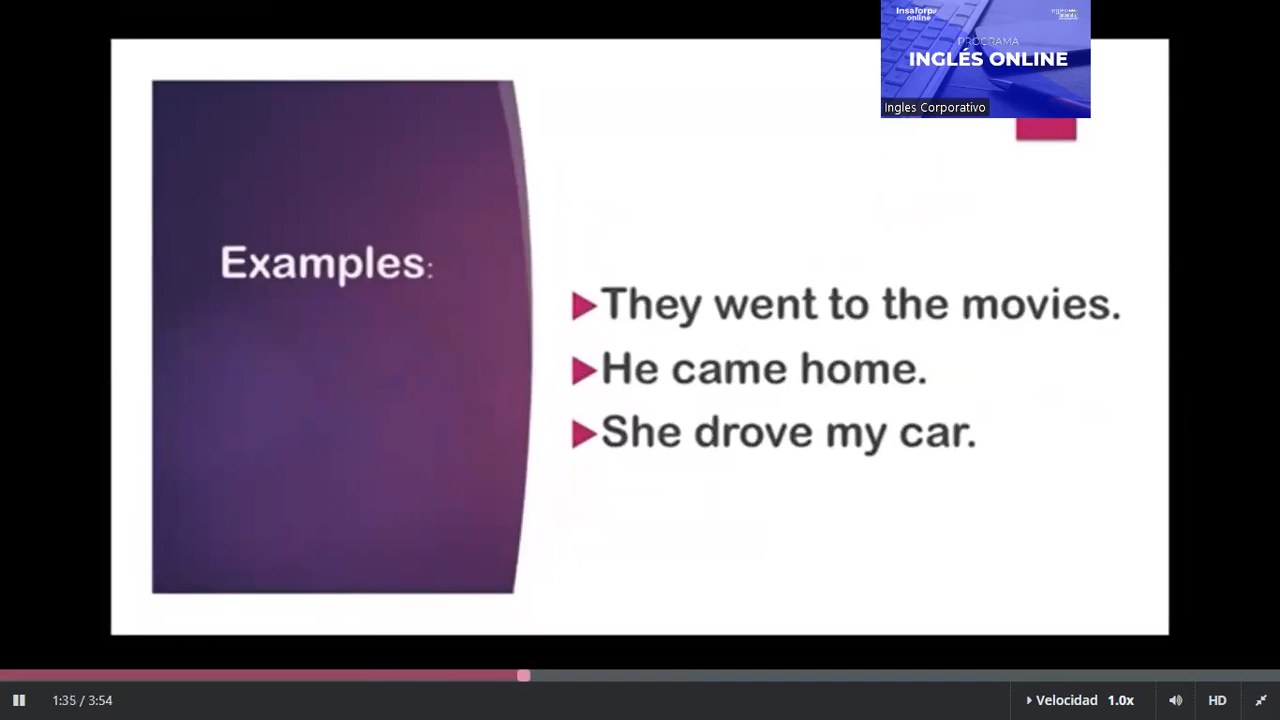 Insaforp
online
PROGRAMA
INGLÉS ONLINE
Ingles Corporativo
Examples:
They went to the movies.
He came home.
She drove my car.
1:35 / 3:54
Velocidad 1.0x
HD